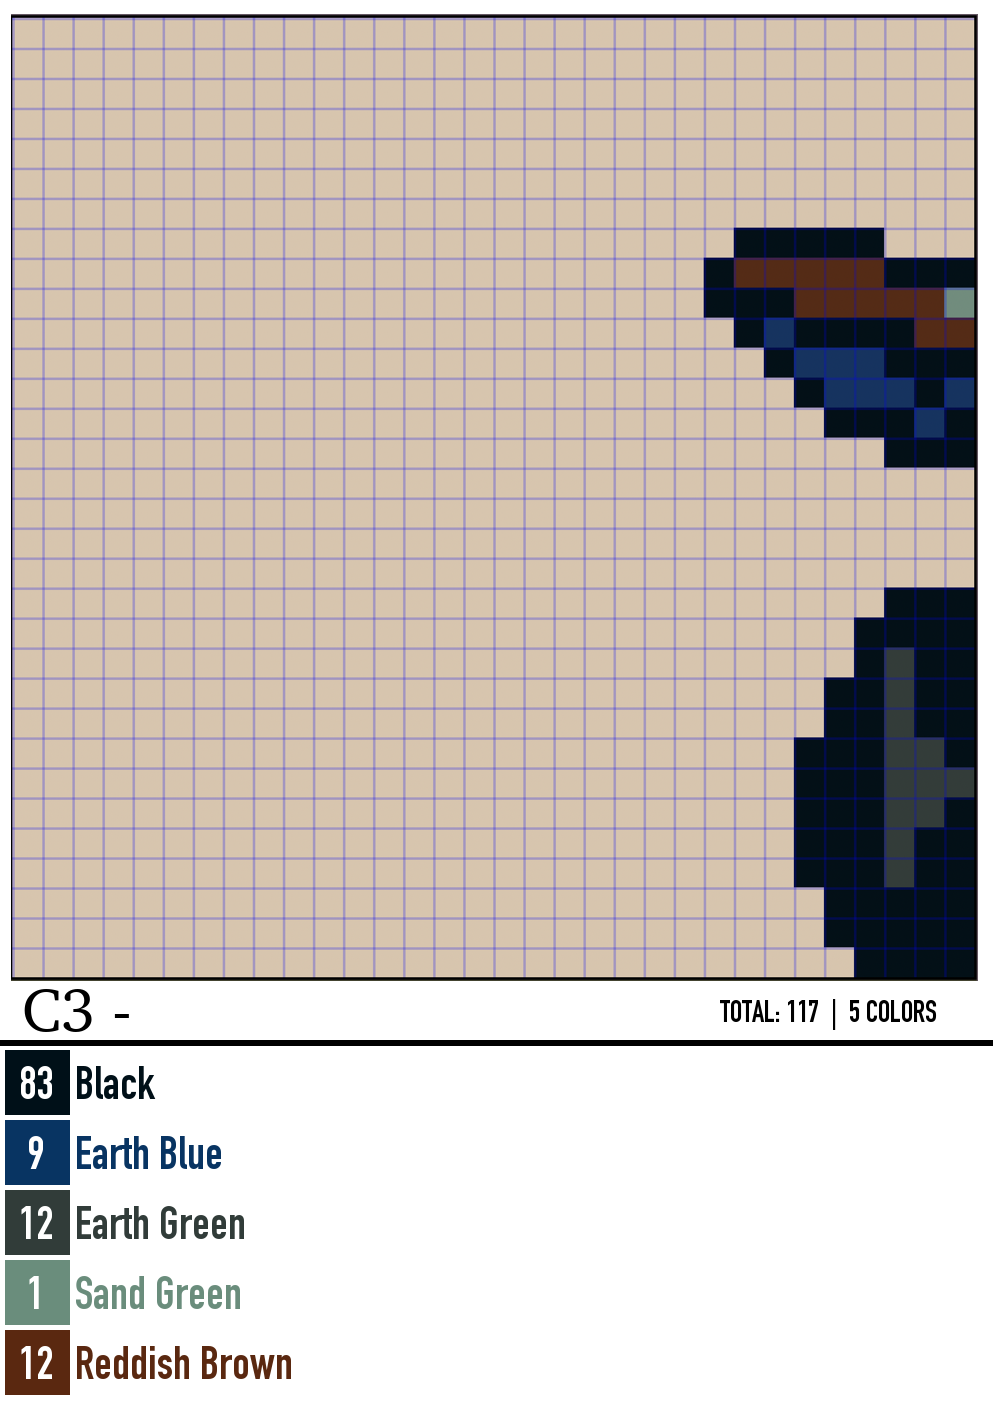 C3 -
TOTAL: 117 | 5 COLORS
83 Black
9 Earth Blue
12 Earth Green
1 Sand Green
12 Reddish Brown